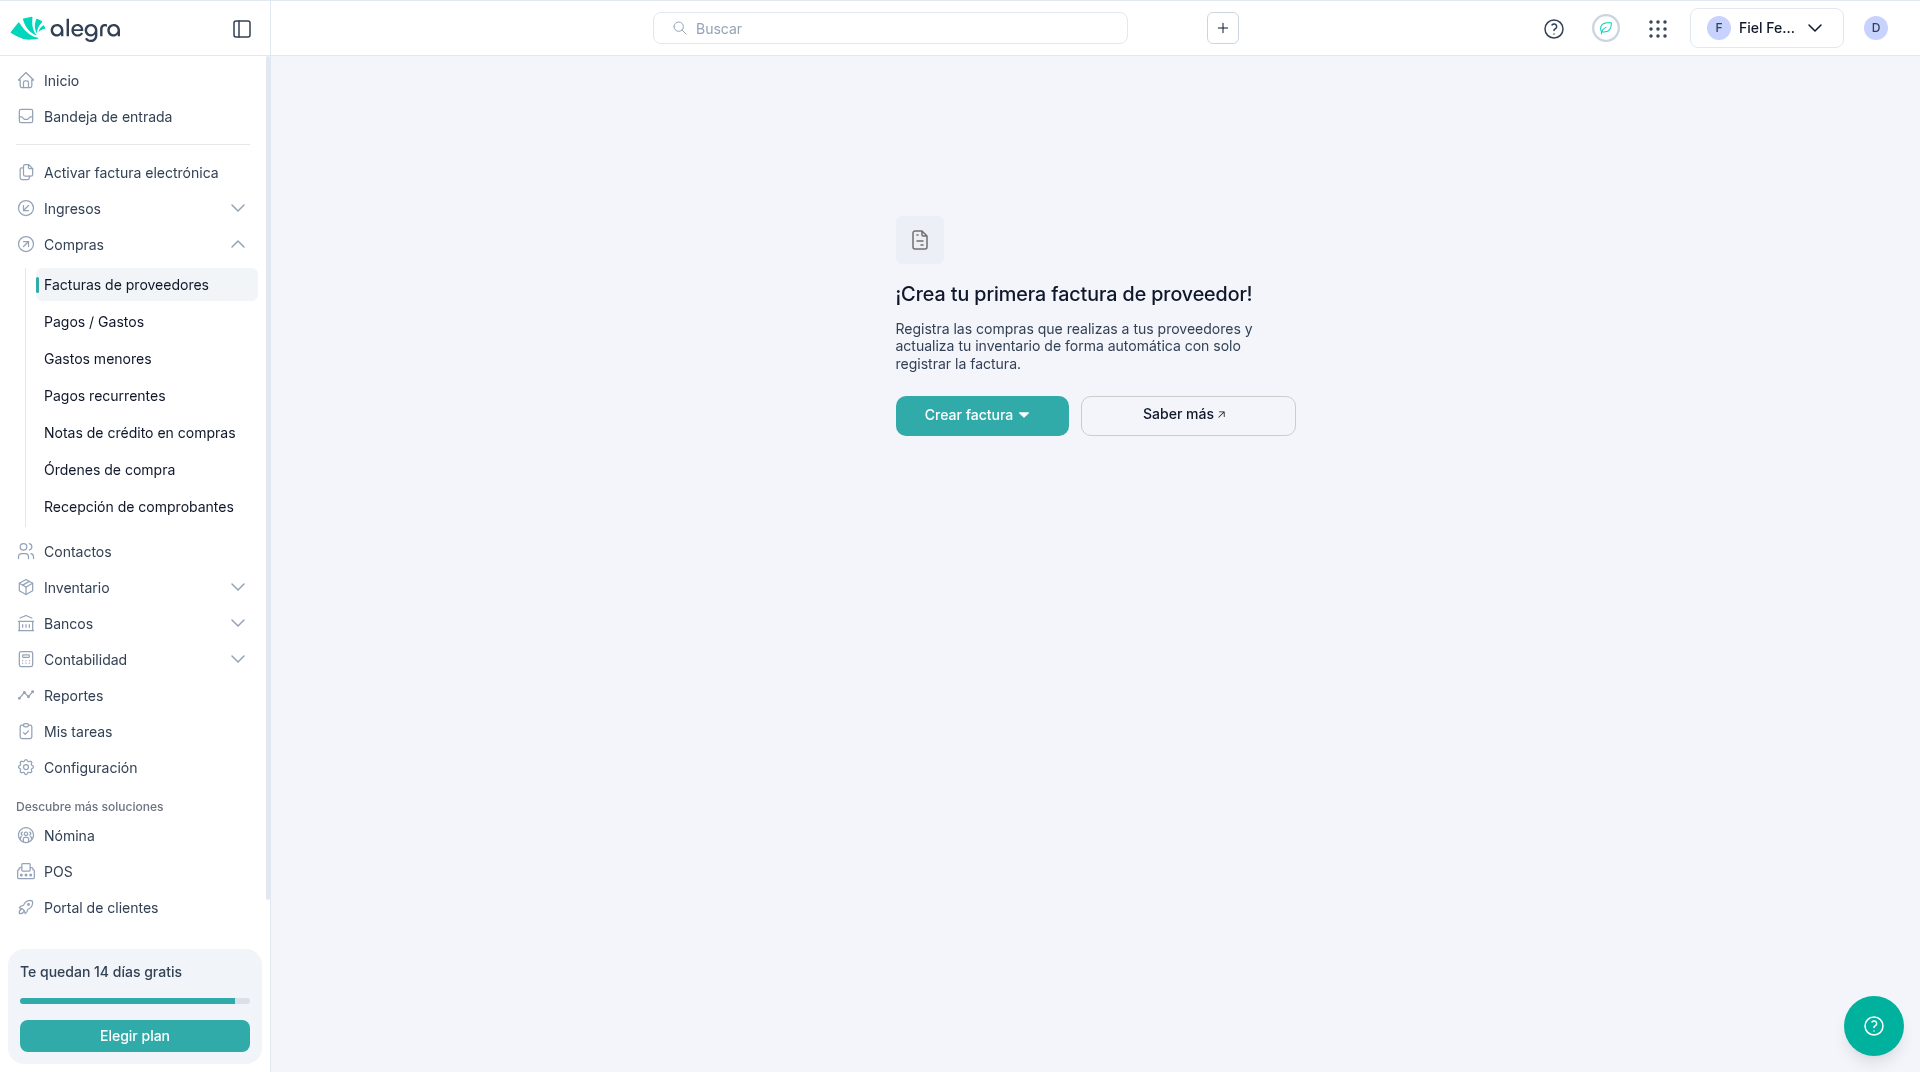 alegra
Buscar
F
Fiel Fe...
D
Inicio
Bandeja de entrada
Activar factura electrónica
Ingresos
Compras
Facturas de proveedores
Pagos / Gastos
Gastos menores
Pagos recurrentes
Notas de crédito en compras
Órdenes de compra
Recepción de comprobantes
Contactos
Inventario
Bancos
Contabilidad
Reportes
Mis tareas
Configuración
Descubre más soluciones
Nómina
POS
Portal de clientes
Te quedan 14 días gratis
Elegir plan
¡Crea tu primera factura de proveedor!
Registra las compras que realizas a tus proveedores y
actualiza tu inventario de forma automática con solo
registrar la factura.
Crear factura
Saber más